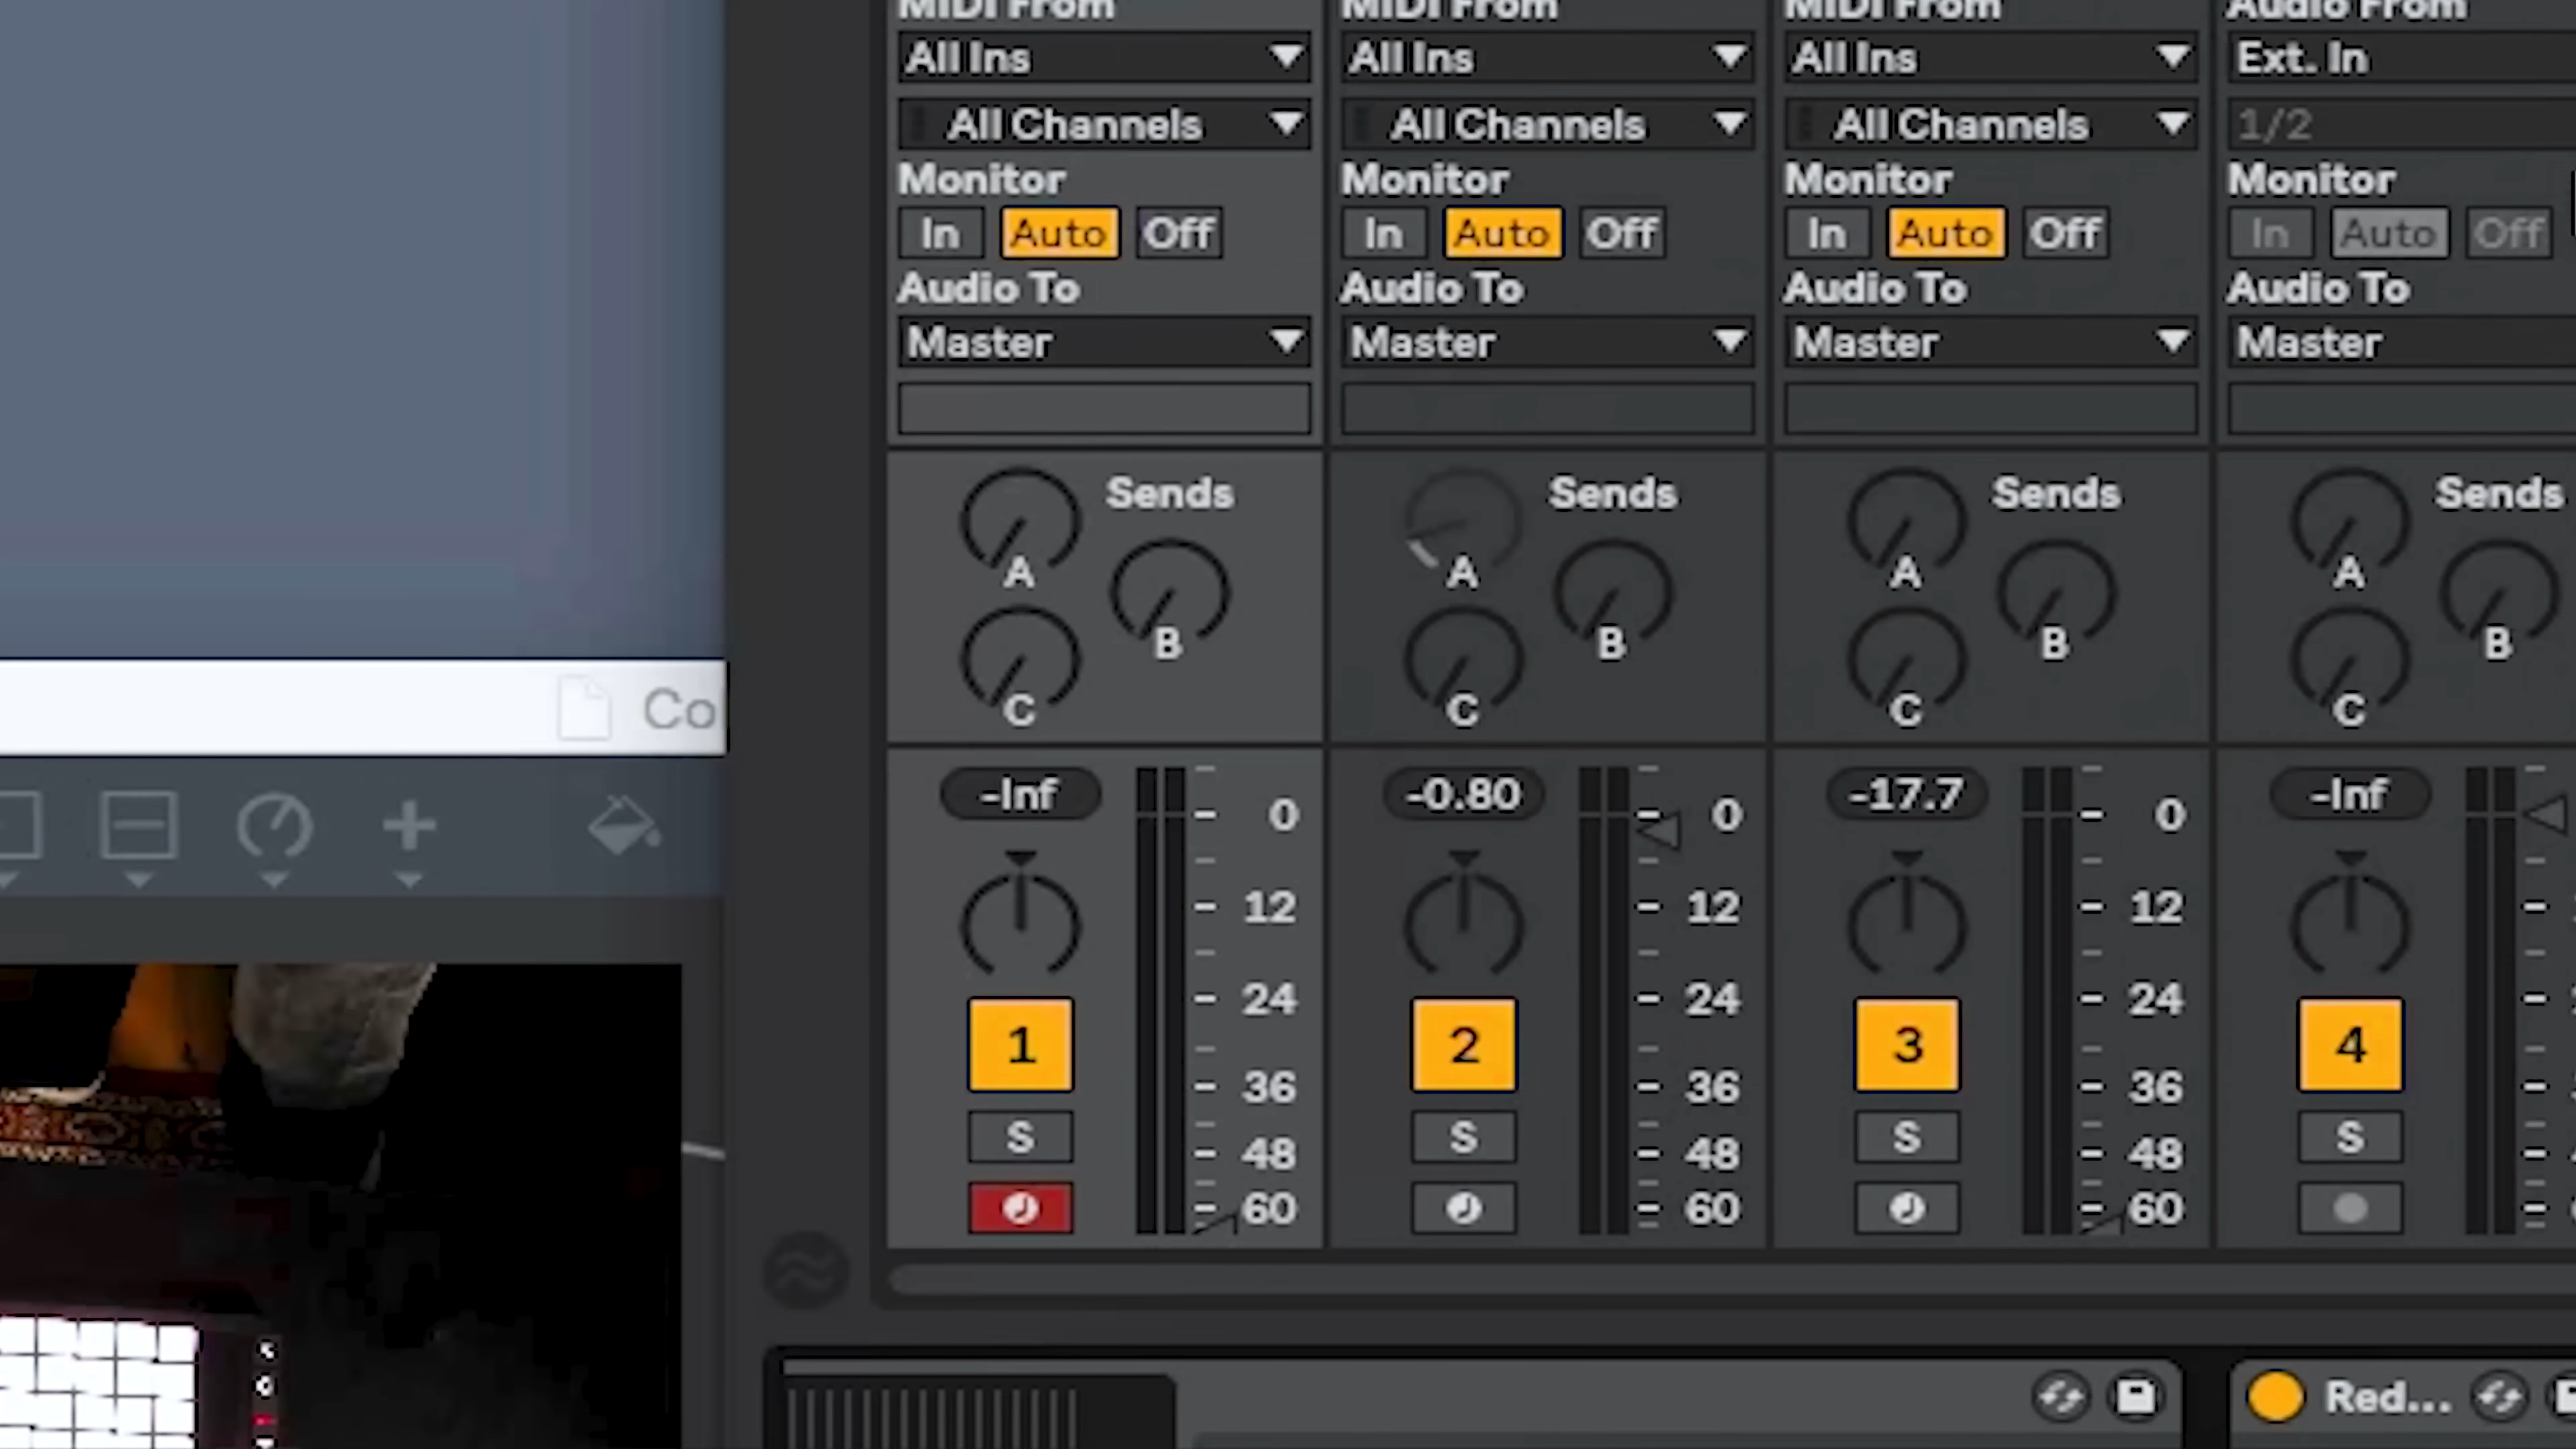 MIDI From MIDI From MIDI From Audio From
All Ins All Ins All Ins Ext. In
All Channels All Channels All Channels 1/2
Monitor Monitor Monitor Monitor
In Auto Off In Auto Off In Auto Off In Auto Off
Audio To Audio To Audio To Audio To
Master Master Master Master
Sends Sends Sends Sends
A A A A
B B B B
C C C C
Co
-Inf 0 -0.80 0 -17.7 0 -Inf
12 12 12
24 24 24
1 2 3 4
36 36 36
S S S S
48 48 48
60 60 60
Red...